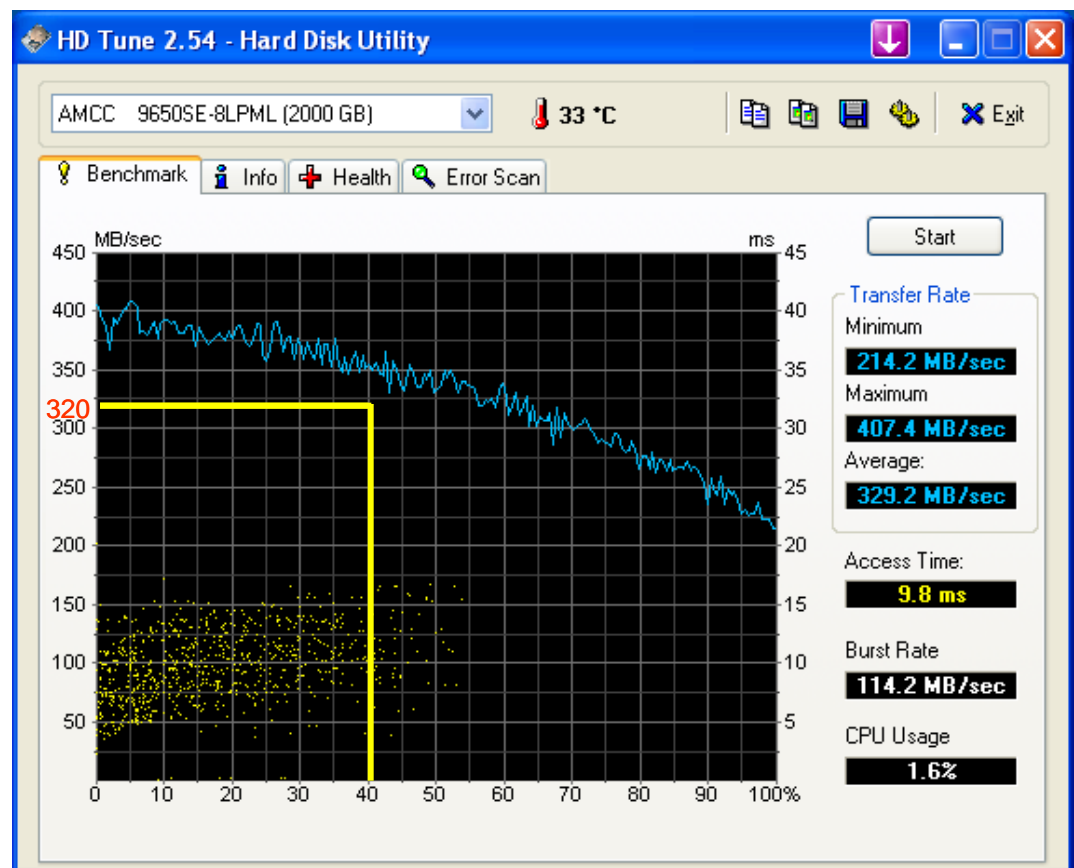 HD Tune 2.54 - Hard Disk Utility
AMCC 9650SE-8LPML (2000 GB)
33 °C
Exit
Benchmark
Info
Health
Error Scan
MB/sec
ms
450
400
350
320
300
250
200
150
100
50
45
40
35
30
25
20
15
10
5
0 10 20 30 40 50 60 70 80 90 100%
Start
Transfer Rate
Minimum
214.2 MB/sec
Maximum
407.4 MB/sec
Average:
329.2 MB/sec
Access Time:
9.8 ms
Burst Rate
114.2 MB/sec
CPU Usage
1.6%